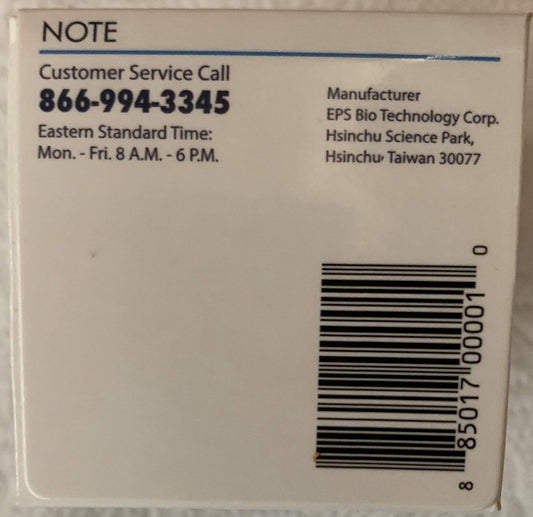 NOTE
Customer Service Call
866-994-3345
Eastern Standard Time:
Mon. - Fri. 8 A.M. - 6 P.M.
Manufacturer
EPS Bio Technology Corp.
Hsinchu Science Park,
Hsinchu, Taiwan 30077
8 85017 00001 0